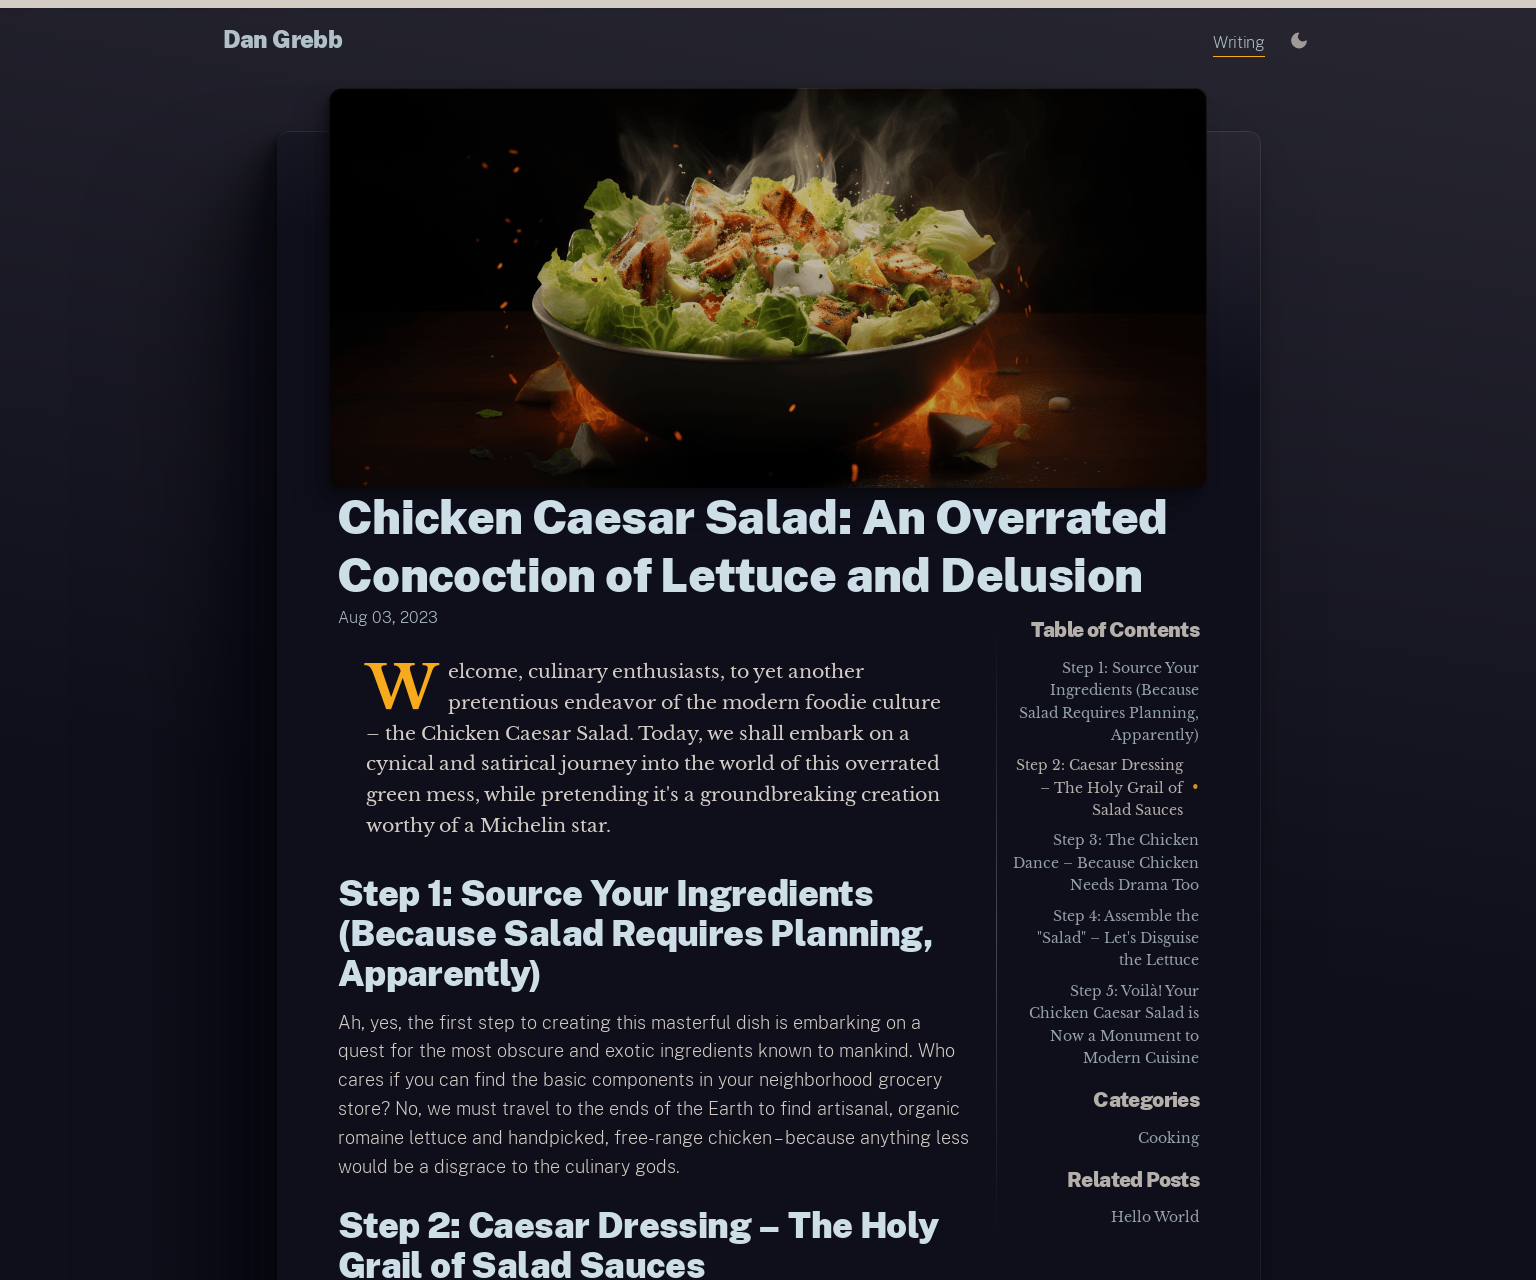 Dan Grebb
Writing
Chicken Caesar Salad: An Overrated
Concoction of Lettuce and Delusion
Aug 03, 2023
Welcome, culinary enthusiasts, to yet another
pretentious endeavor of the modern foodie culture
– the Chicken Caesar Salad. Today, we shall embark on a
cynical and satirical journey into the world of this overrated
green mess, while pretending it's a groundbreaking creation
worthy of a Michelin star.
Step 1: Source Your Ingredients
(Because Salad Requires Planning,
Apparently)
Ah, yes, the first step to creating this masterful dish is embarking on a
quest for the most obscure and exotic ingredients known to mankind. Who
cares if you can find the basic components in your neighborhood grocery
store? No, we must travel to the ends of the Earth to find artisanal, organic
romaine lettuce and handpicked, free-range chicken – because anything less
would be a disgrace to the culinary gods.
Step 2: Caesar Dressing – The Holy
Grail of Salad Sauces
Table of Contents
Step 1: Source Your
Ingredients (Because
Salad Requires Planning,
Apparently)
Step 2: Caesar Dressing
– The Holy Grail of •
Salad Sauces
Step 3: The Chicken
Dance – Because Chicken
Needs Drama Too
Step 4: Assemble the
"Salad" – Let's Disguise
the Lettuce
Step 5: Voilà! Your
Chicken Caesar Salad is
Now a Monument to
Modern Cuisine
Categories
Cooking
Related Posts
Hello World